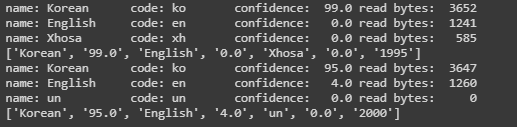 name: Korean      code: ko       confidence:  99.0 read bytes:  3652
name: English     code: en       confidence:   0.0 read bytes:  1241
name: Xhosa       code: xh       confidence:   0.0 read bytes:   585
['Korean', '99.0', 'English', '0.0', 'Xhosa', '0.0', '1995']
name: Korean      code: ko       confidence:  95.0 read bytes:  3647
name: English     code: en       confidence:   4.0 read bytes:  1260
name: un          code: un       confidence:   0.0 read bytes:     0
['Korean', '95.0', 'English', '4.0', 'un', '0.0', '2000']